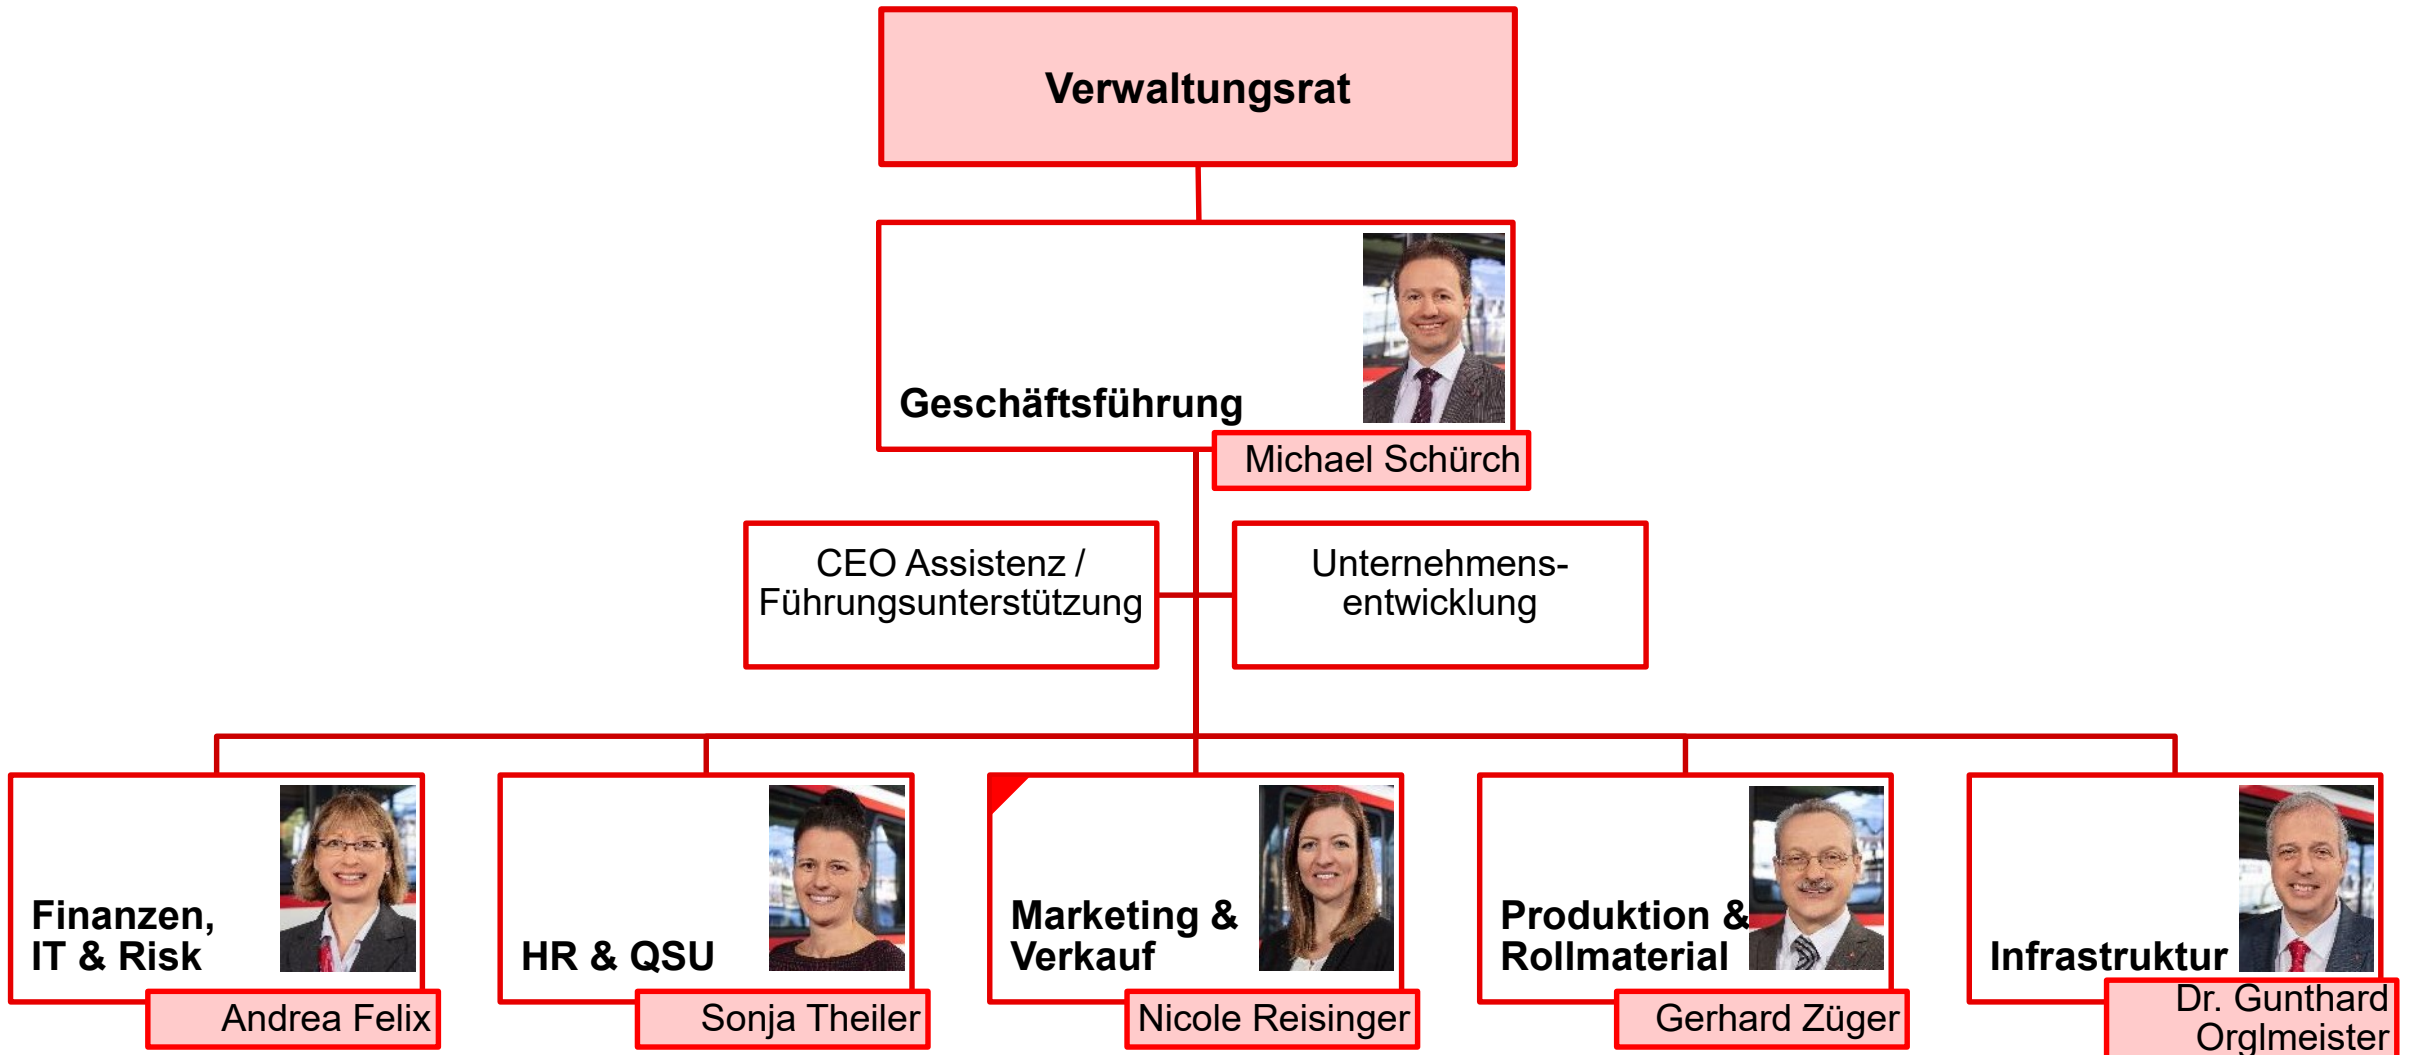 Verwaltungsrat
Geschäftsführung
Michael Schürch
CEO Assistenz /
Führungsunterstützung
Unternehmens-
entwicklung
Finanzen,
IT & Risk
Andrea Felix
HR & QSU
Sonja Theiler
Marketing &
Verkauf
Nicole Reisinger
Produktion &
Rollmaterial
Gerhard Züger
Infrastruktur
Dr. Gunthard
Orglmeister